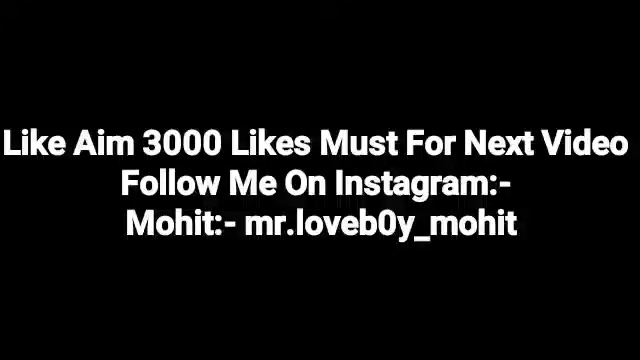 Like Aim 3000 Likes Must For Next Video
Follow Me On Instagram:-
Mohit:- mr.loveb0y_mohit